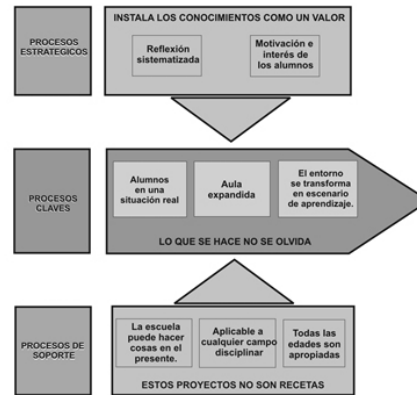 PROCESOS
ESTRATEGICOS
INSTALA LOS CONOCIMIENTOS COMO UN VALOR
Reflexión
sistematizada
Motivación e
interés de
los alumnos
PROCESOS
CLAVES
Alumnos
en una
situación real
Aula
expandida
El entorno
se transforma
en escenario
de aprendizaje.
LO QUE SE HACE NO SE OLVIDA
PROCESOS DE
SOPORTE
La escuela
puede hacer
cosas en el
presente.
Aplicable a
cualquier campo
disciplinar
Todas las
edades son
apropiadas
ESTOS PROYECTOS NO SON RECETAS